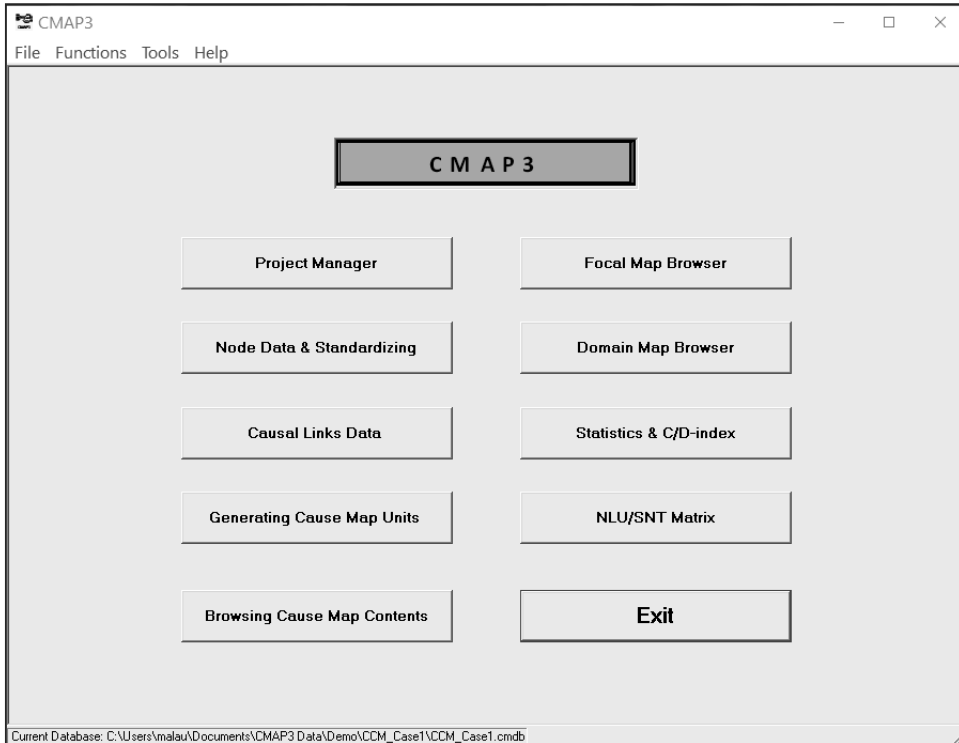 CMAP3
File Functions Tools Help
CMAP3
Project Manager
Focal Map Browser
Node Data & Standardizing
Domain Map Browser
Causal Links Data
Statistics & C/D-index
Generating Cause Map Units
NLU/SNT Matrix
Browsing Cause Map Contents
Exit
Current Database: C:\Users\malau\Documents\CMAP3 Data\Demo\CCM_Case1\CCM_Case1.cmdb